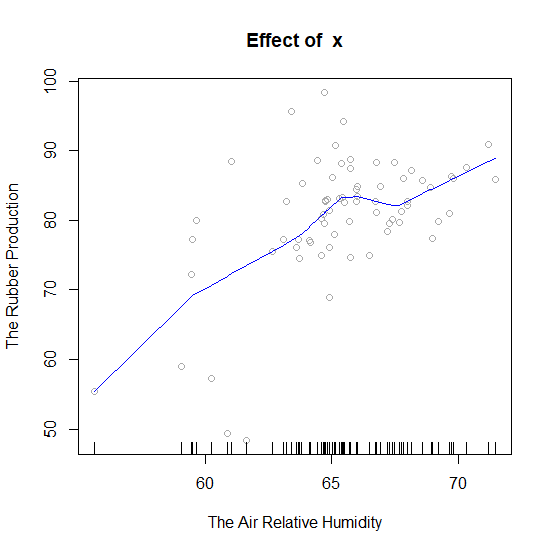 Effect of  x
100
90
80
70
60
50
The Rubber Production
60 65 70
The Air Relative Humidity